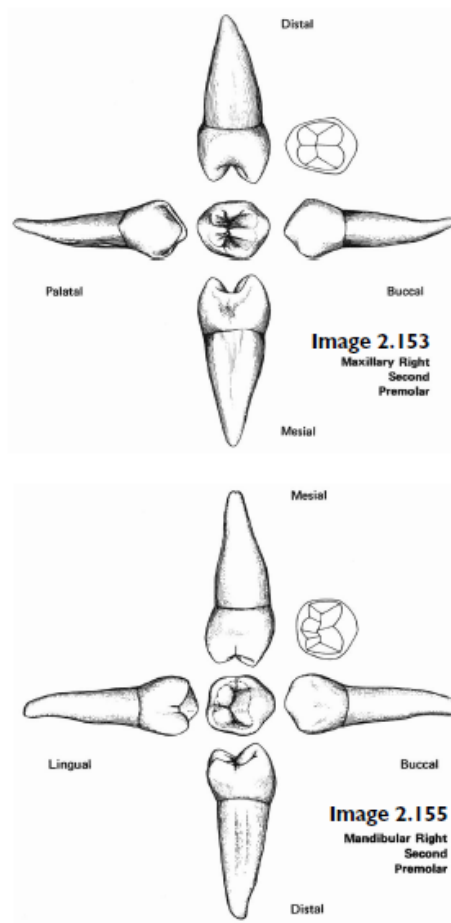 Distal
Palatal
Buccal
Image 2.153
Maxillary Right
Second
Premolar
Mesial
Mesial
Lingual
Buccal
Image 2.155
Mandibular Right
Second
Premolar
Distal